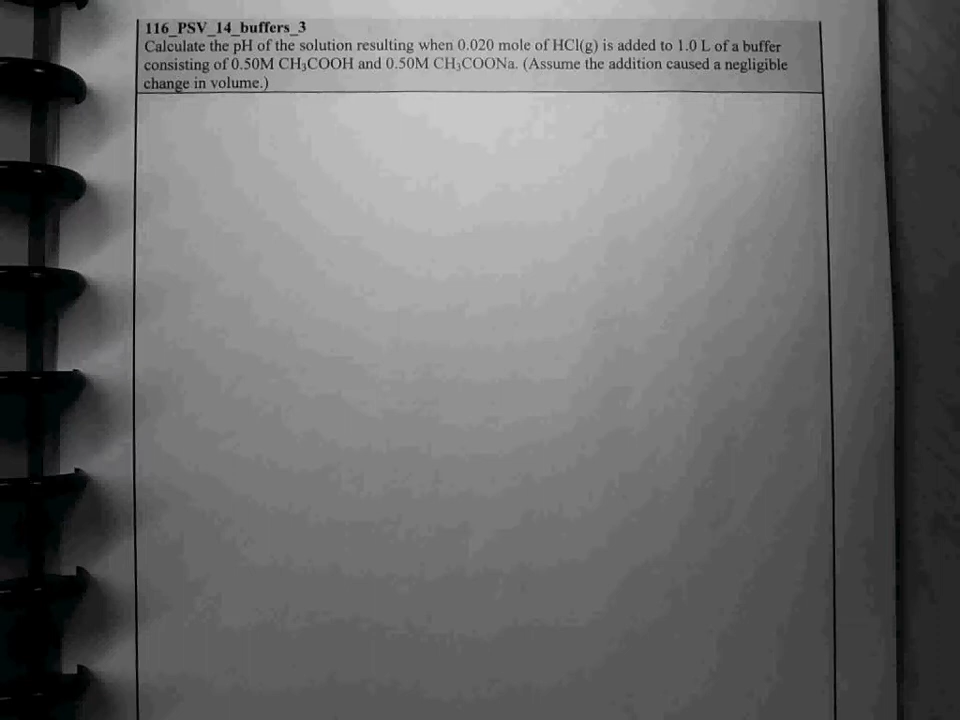 116_PSV_14_buffers_3
Calculate the pH of the solution resulting when 0.020 mole of HCl(g) is added to 1.0 L of a buffer
consisting of 0.50M CH₃COOH and 0.50M CH₃COONa. (Assume the addition caused a negligible
change in volume.)